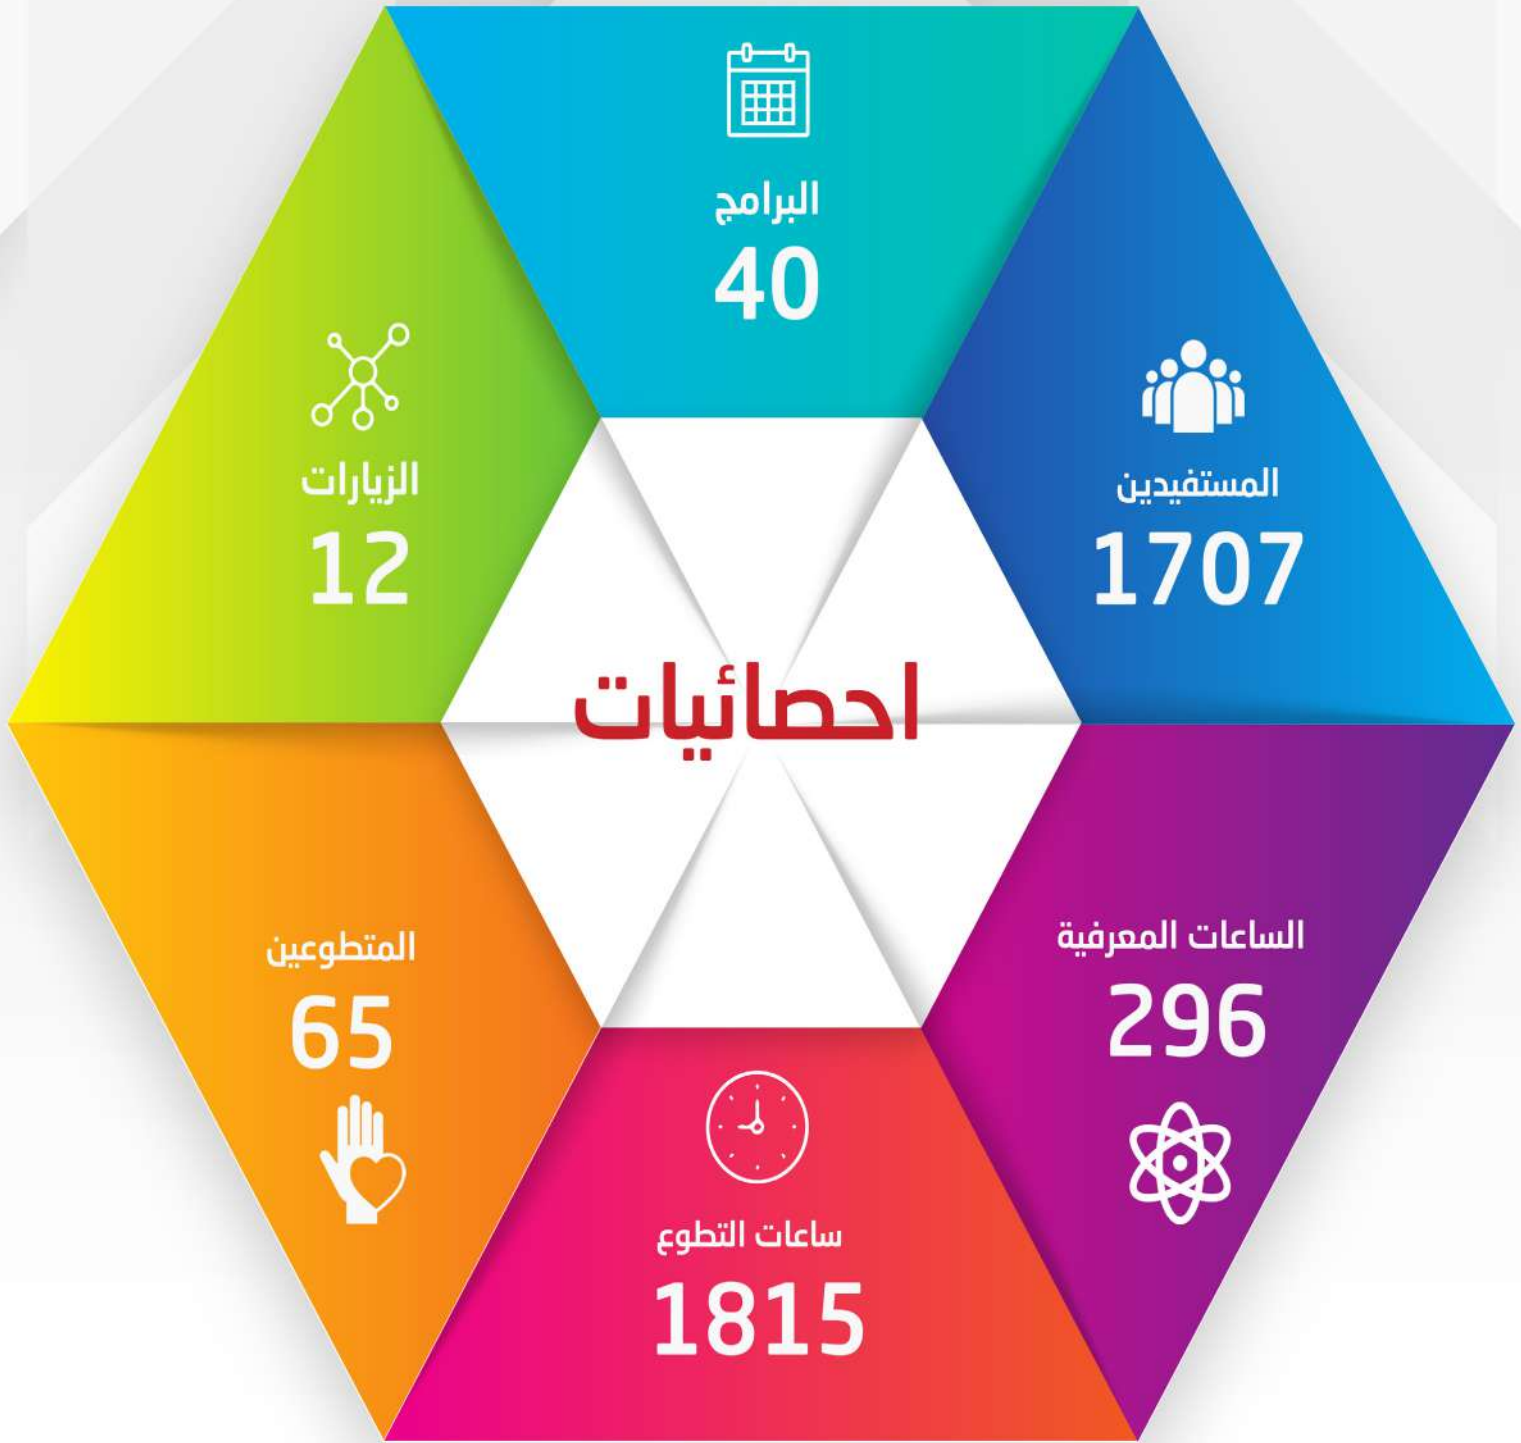 البرامج
40
المستفيدين
1707
الزيارات
12
احصائيات
الساعات المعرفية
296
المتطوعين
65
ساعات التطوع
1815